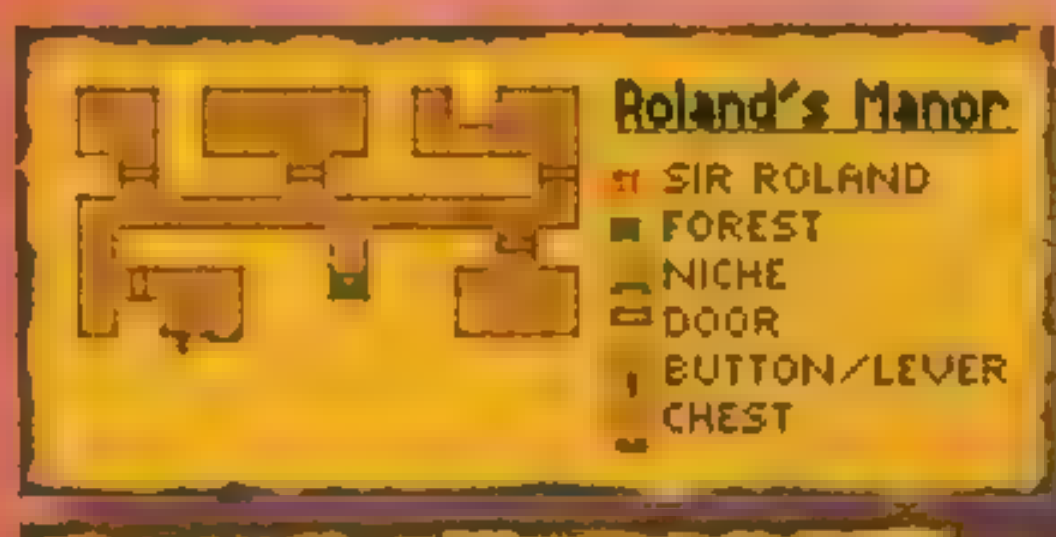 Roland's Manor
SIR ROLAND
FOREST
NICHE
DOOR
BUTTON/LEVER
CHEST